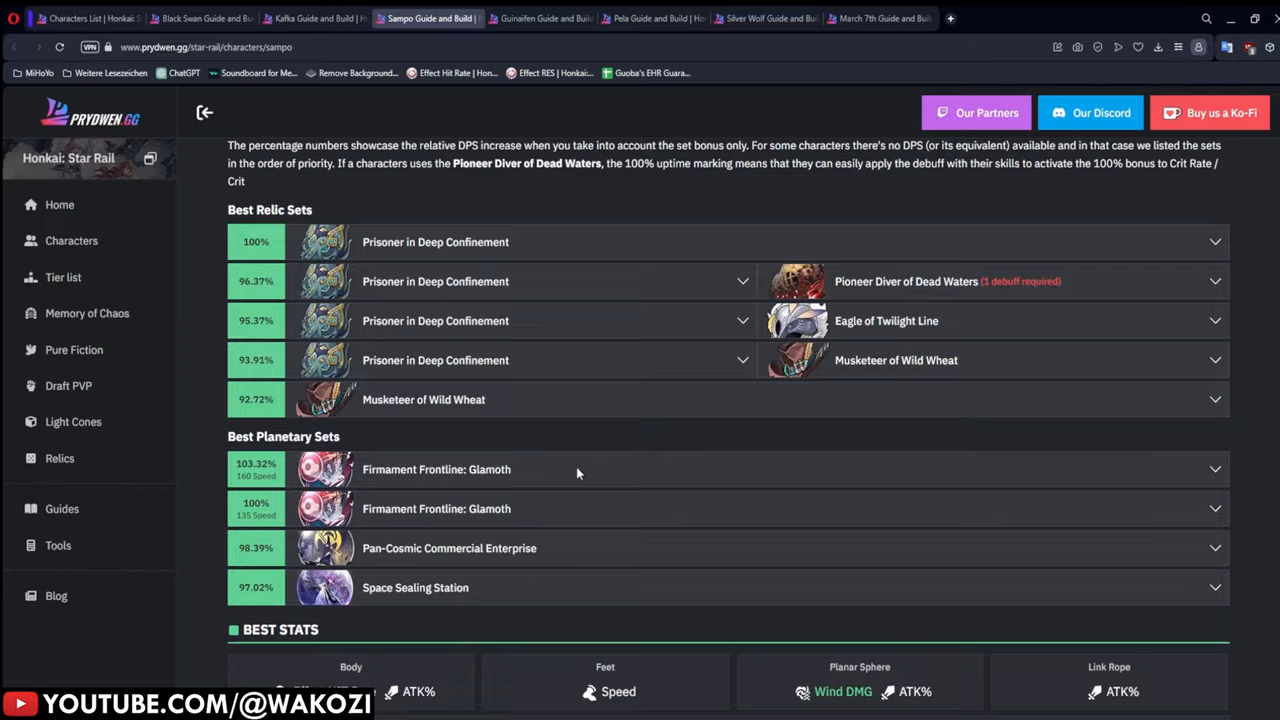 Characters List | Honkai: S
Black Swan Guide and Bu
Kafka Guide and Build | H
Sampo Guide and Build |
Guinaifen Guide and Build
Pela Guide and Build | Ho
Silver Wolf Guide and Buil
March 7th Guide and Buil
VPN
www.prydwen.gg/star-rail/characters/sampo
MiHoYo
Weitere Lesezeichen
ChatGPT
Soundboard for Me...
Remove Background...
Effect Hit Rate | Hon...
Effect RES | Honkai:...
Guoba's EHR Guara...
PRYDWEN.GG
Our Partners
Our Discord
Buy us a Ko-Fi
Honkai: Star Rail
Home
Characters
Tier list
Memory of Chaos
Pure Fiction
Draft PVP
Light Cones
Relics
Guides
Tools
Blog
The percentage numbers showcase the relative DPS increase when you take into account the set bonus only. For some characters there's no DPS (or its equivalent) available and in that case we listed the sets
in the order of priority. If a characters uses the Pioneer Diver of Dead Waters, the 100% uptime marking means that they can easily apply the debuff with their skills to activate the 100% bonus to Crit Rate /
Crit
Best Relic Sets
100% Prisoner in Deep Confinement
96.37% Prisoner in Deep Confinement Pioneer Diver of Dead Waters (1 debuff required)
95.37% Prisoner in Deep Confinement Eagle of Twilight Line
93.91% Prisoner in Deep Confinement Musketeer of Wild Wheat
92.72% Musketeer of Wild Wheat
Best Planetary Sets
103.32%
160 Speed
Firmament Frontline: Glamoth
100%
135 Speed
Firmament Frontline: Glamoth
98.39% Pan-Cosmic Commercial Enterprise
97.02% Space Sealing Station
BEST STATS
Body Feet Planar Sphere Link Rope
ATK% Speed Wind DMG ATK% ATK%
YOUTUBE.COM/@WAKOZI